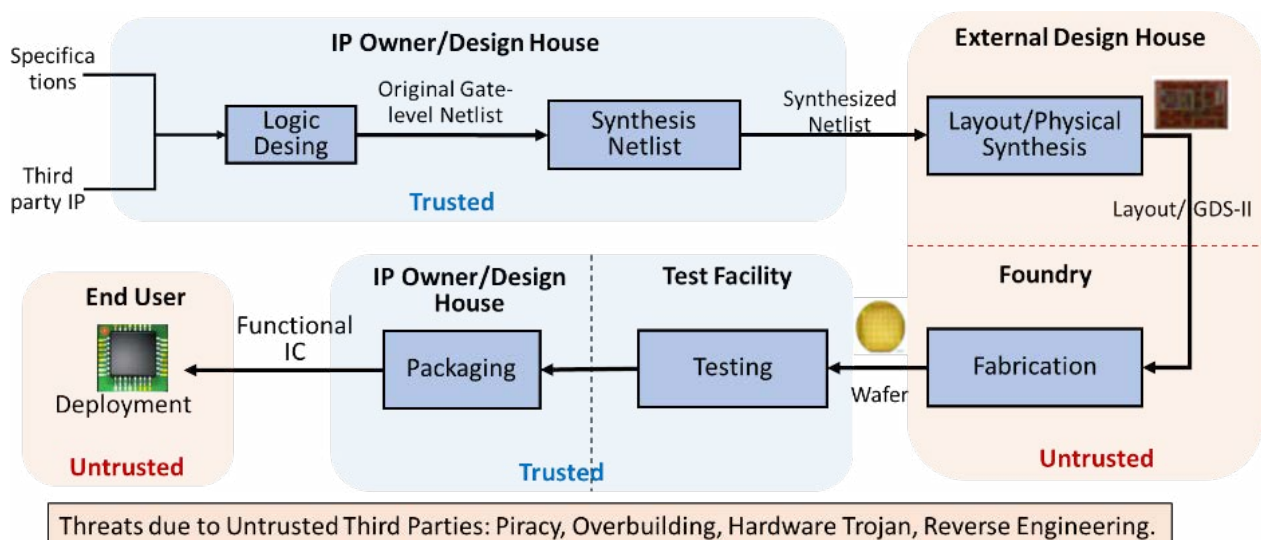 IP Owner/Design House
External Design House
Specifica
tions
Third
party IP
Logic
Desing
Original Gate-
level Netlist
Synthesis
Netlist
Synthesized
Netlist
Layout/Physical
Synthesis
Trusted
Layout/ GDS-II
End User
Deployment
Untrusted
Functional
IC
IP Owner/Design
House
Packaging
Test Facility
Testing
Trusted
Wafer
Foundry
Fabrication
Untrusted
Threats due to Untrusted Third Parties: Piracy, Overbuilding, Hardware Trojan, Reverse Engineering.